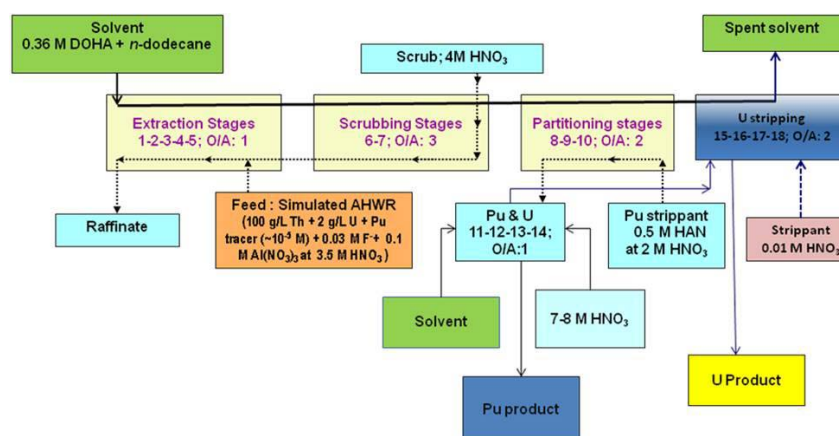 Solvent
0.36 M DOHA + n-dodecane
Spent solvent
Scrub; 4M HNO₃
Extraction Stages
1-2-3-4-5; O/A: 1
Scrubbing Stages
6-7; O/A: 3
Partitioning stages
8-9-10; O/A: 2
U stripping
15-16-17-18; O/A: 2
Raffinate
Feed : Simulated AHWR
(100 g/L Th + 2 g/L U + Pu
tracer (~10⁻⁵ M) + 0.03 M F⁻+ 0.1
M Al(NO₃)₃ at 3.5 M HNO₃)
Pu & U
11-12-13-14;
O/A:1
Pu strippant
0.5 M HAN
at 2 M HNO₃
Strippant
0.01 M HNO₃
Solvent
7-8 M HNO₃
Pu product
U Product